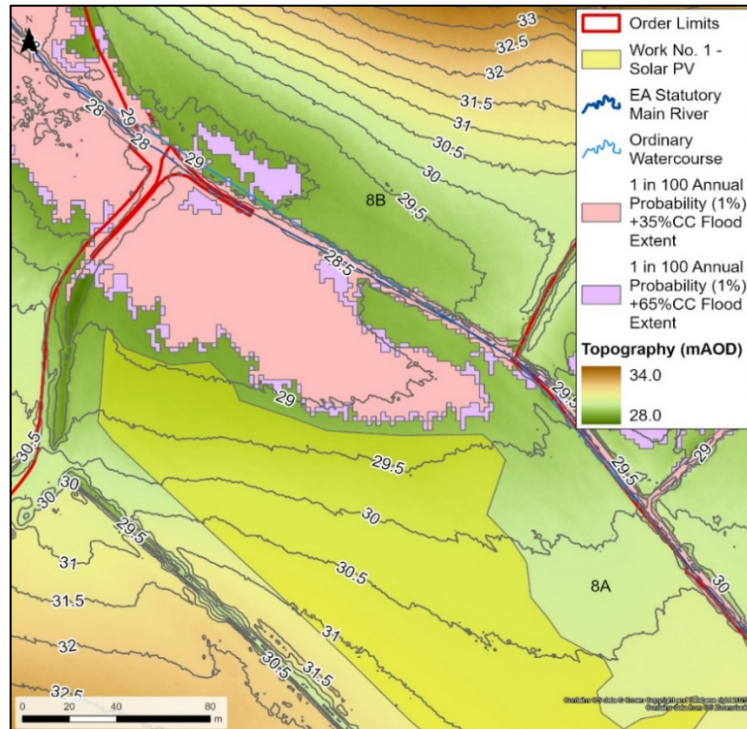 33
32.5
32
31.5
31
30.5
30
29.5
N
28
29
28
29
8B
28.5
29.5
29
29
29.5
29.5
30.5
30
30
29.5
30
30.5
31
31
31.5
31.5
30.5
32
32.5
8A
30
0
20
40
80
m
Order Limits
Work No. 1 -
Solar PV
EA Statutory
Main River
Ordinary
Watercourse
1 in 100 Annual
Probability (1%)
+35%CC Flood
Extent
1 in 100 Annual
Probability (1%)
+65%CC Flood
Extent
Topography (mAOD)
34.0
28.0